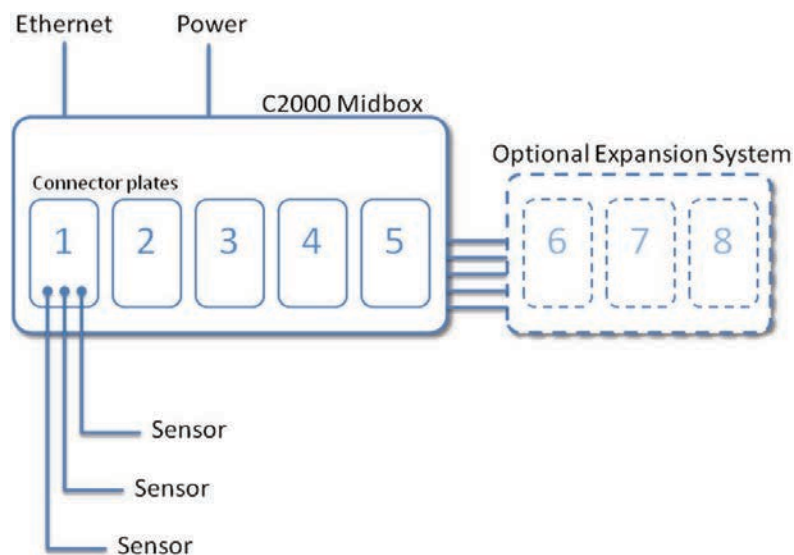 Ethernet
Power
C2000 Midbox
Optional Expansion System
Connector plates
1 2 3 4 5 6 7 8
Sensor
Sensor
Sensor